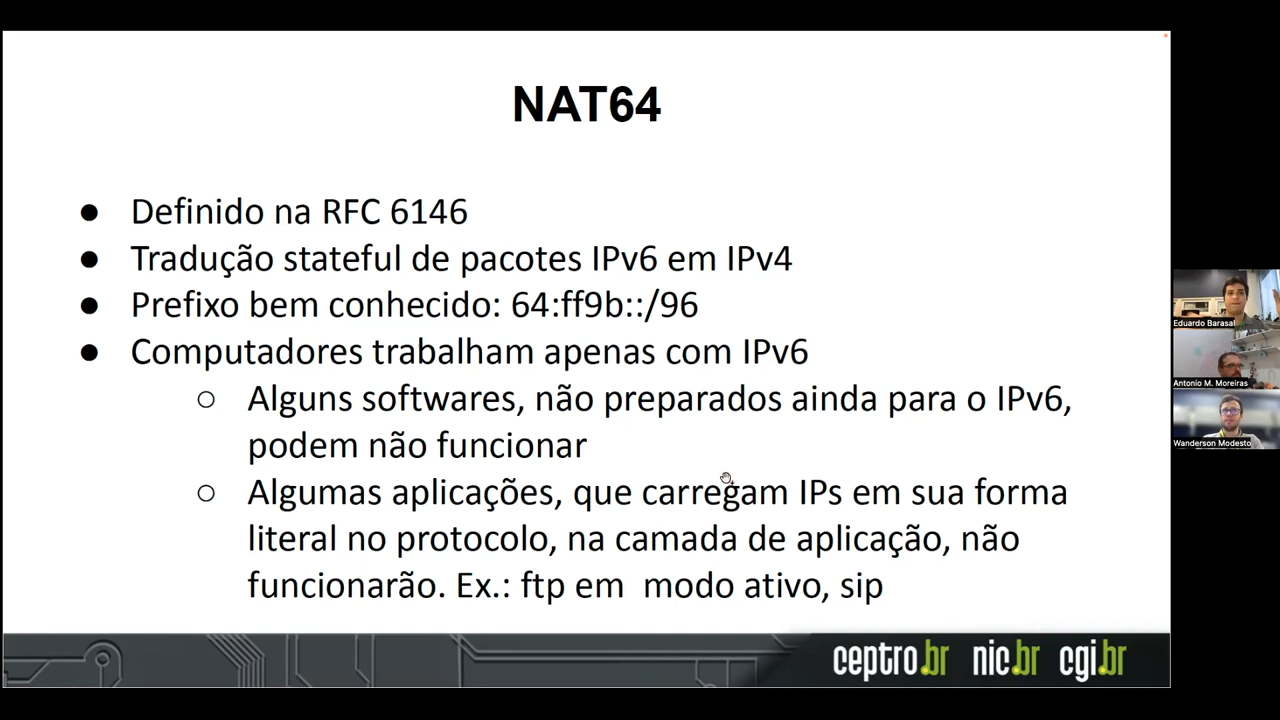 NAT64
● Definido na RFC 6146
● Tradução stateful de pacotes IPv6 em IPv4
● Prefixo bem conhecido: 64:ff9b::/96
● Computadores trabalham apenas com IPv6
○ Alguns softwares, não preparados ainda para o IPv6,
podem não funcionar
○ Algumas aplicações, que carregam IPs em sua forma
literal no protocolo, na camada de aplicação, não
funcionarão. Ex.: ftp em modo ativo, sip
ceptro.br nic.br cgi.br
Eduardo Barasal
Antonio M. Moreiras
Wanderson Modesto